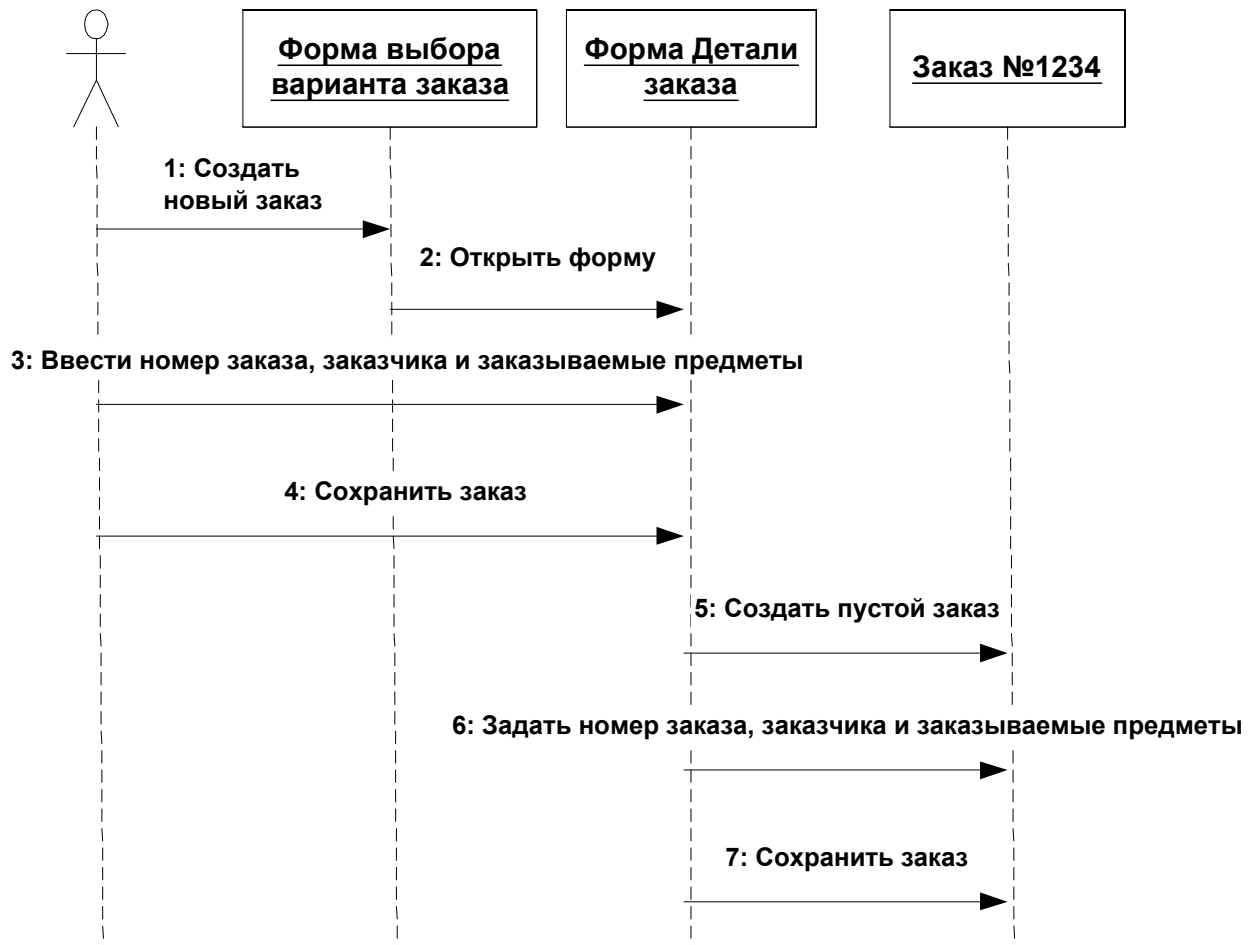 Форма выбора
варианта заказа
Форма Детали
заказа
Заказ №1234
1: Создать
новый заказ
2: Открыть форму
3: Ввести номер заказа, заказчика и заказываемые предметы
4: Сохранить заказ
5: Создать пустой заказ
6: Задать номер заказа, заказчика и заказываемые предметы
7: Сохранить заказ